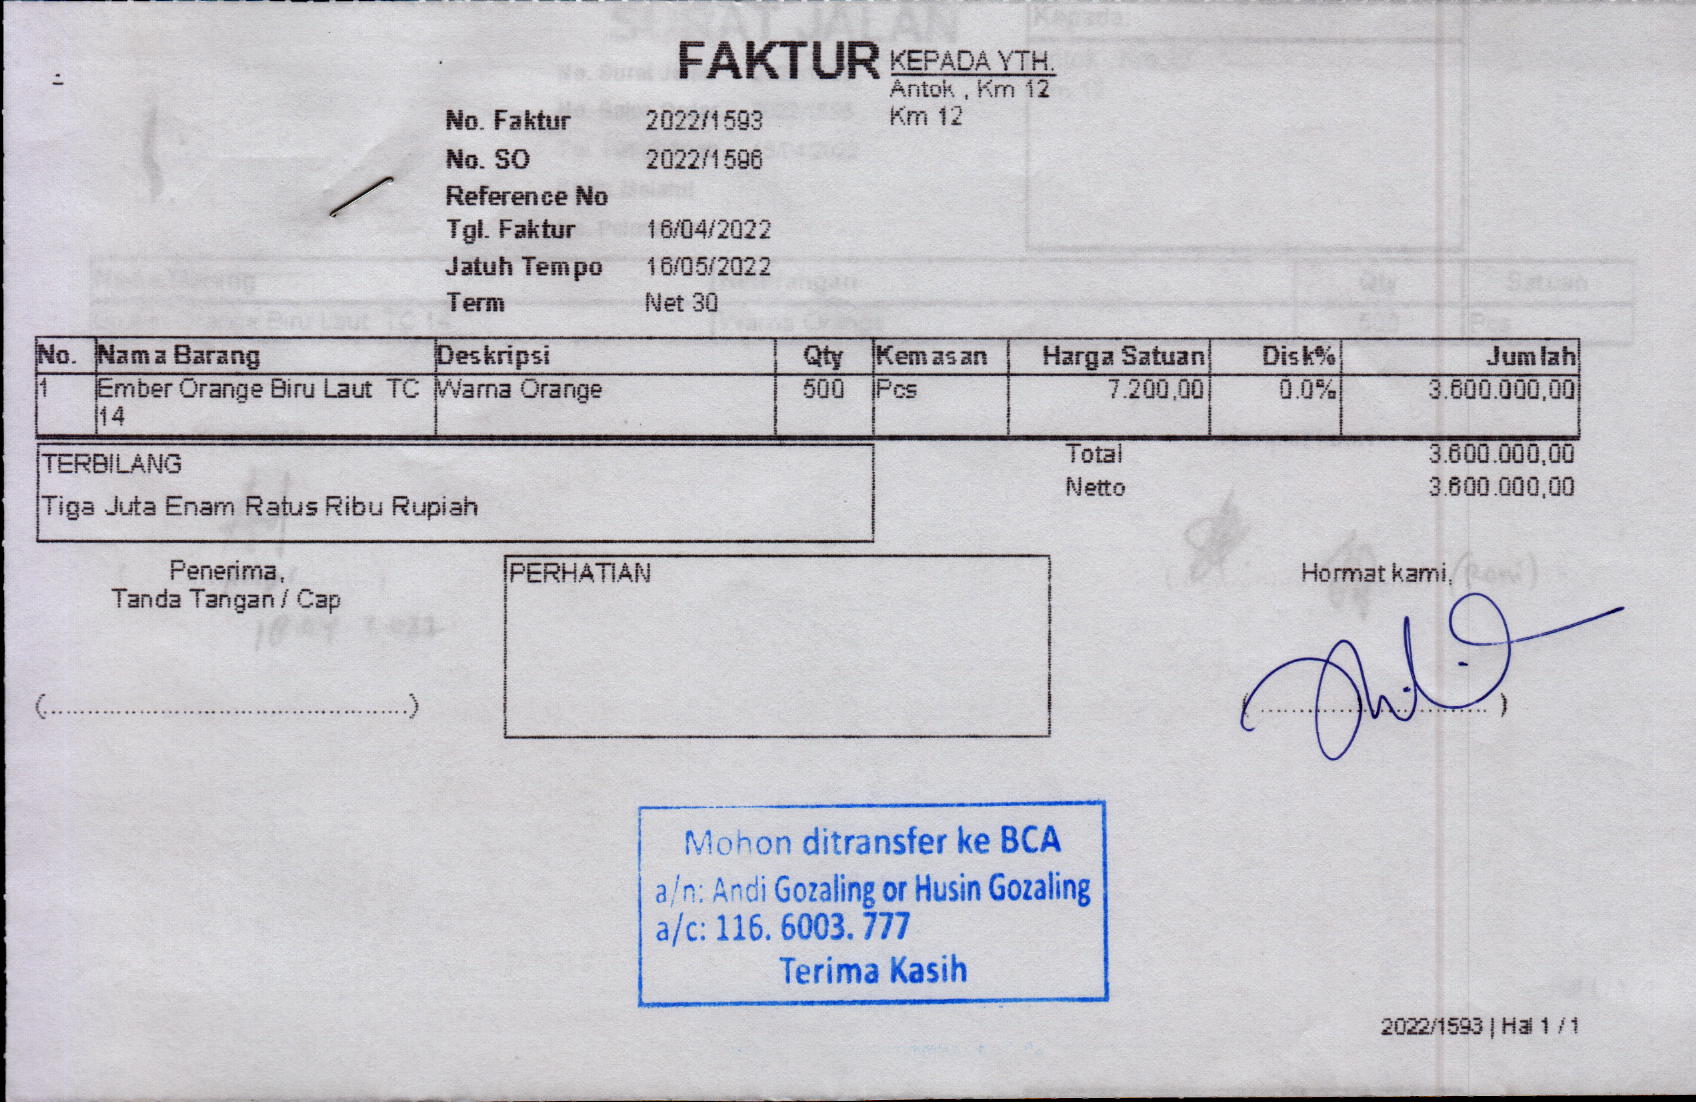 FAKTUR
KEPADA YTH.
Antok , Km 12
Km 12
No. Faktur 2022/1593
No. SO 2022/1596
Reference No
Tgl. Faktur 16/04/2022
Jatuh Tempo 16/05/2022
Term Net 30
No. Nama Barang Deskripsi Qty Kemasan Harga Satuan Disk% Jumlah
1 Ember Orange Biru Laut TC Warna Orange 500 Pcs 7.200,00 0.0% 3.600.000,00
14
TERBILANG
Tiga Juta Enam Ratus Ribu Rupiah
Total 3.600.000,00
Netto 3.600.000,00
Penerima,
Tanda Tangan / Cap
(..............................................)
PERHATIAN
Hormat kami,
(..............................)
Mohon ditransfer ke BCA
a/n: Andi Gozaling or Husin Gozaling
a/c: 116. 6003. 777
Terima Kasih
2022/1593 | Hal 1 / 1